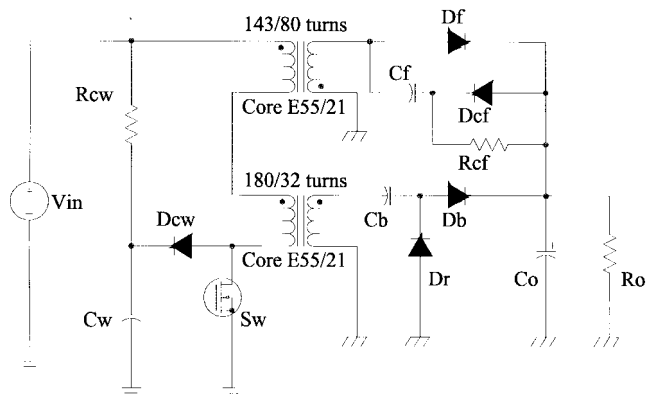 143/80 turns
Df
Rcw
Cf
Core E55/21
Dcf
Rcf
180/32 turns
Vin
Dcw
Cb
Db
Core E55/21
Cw
Sw
Dr
Co
Ro